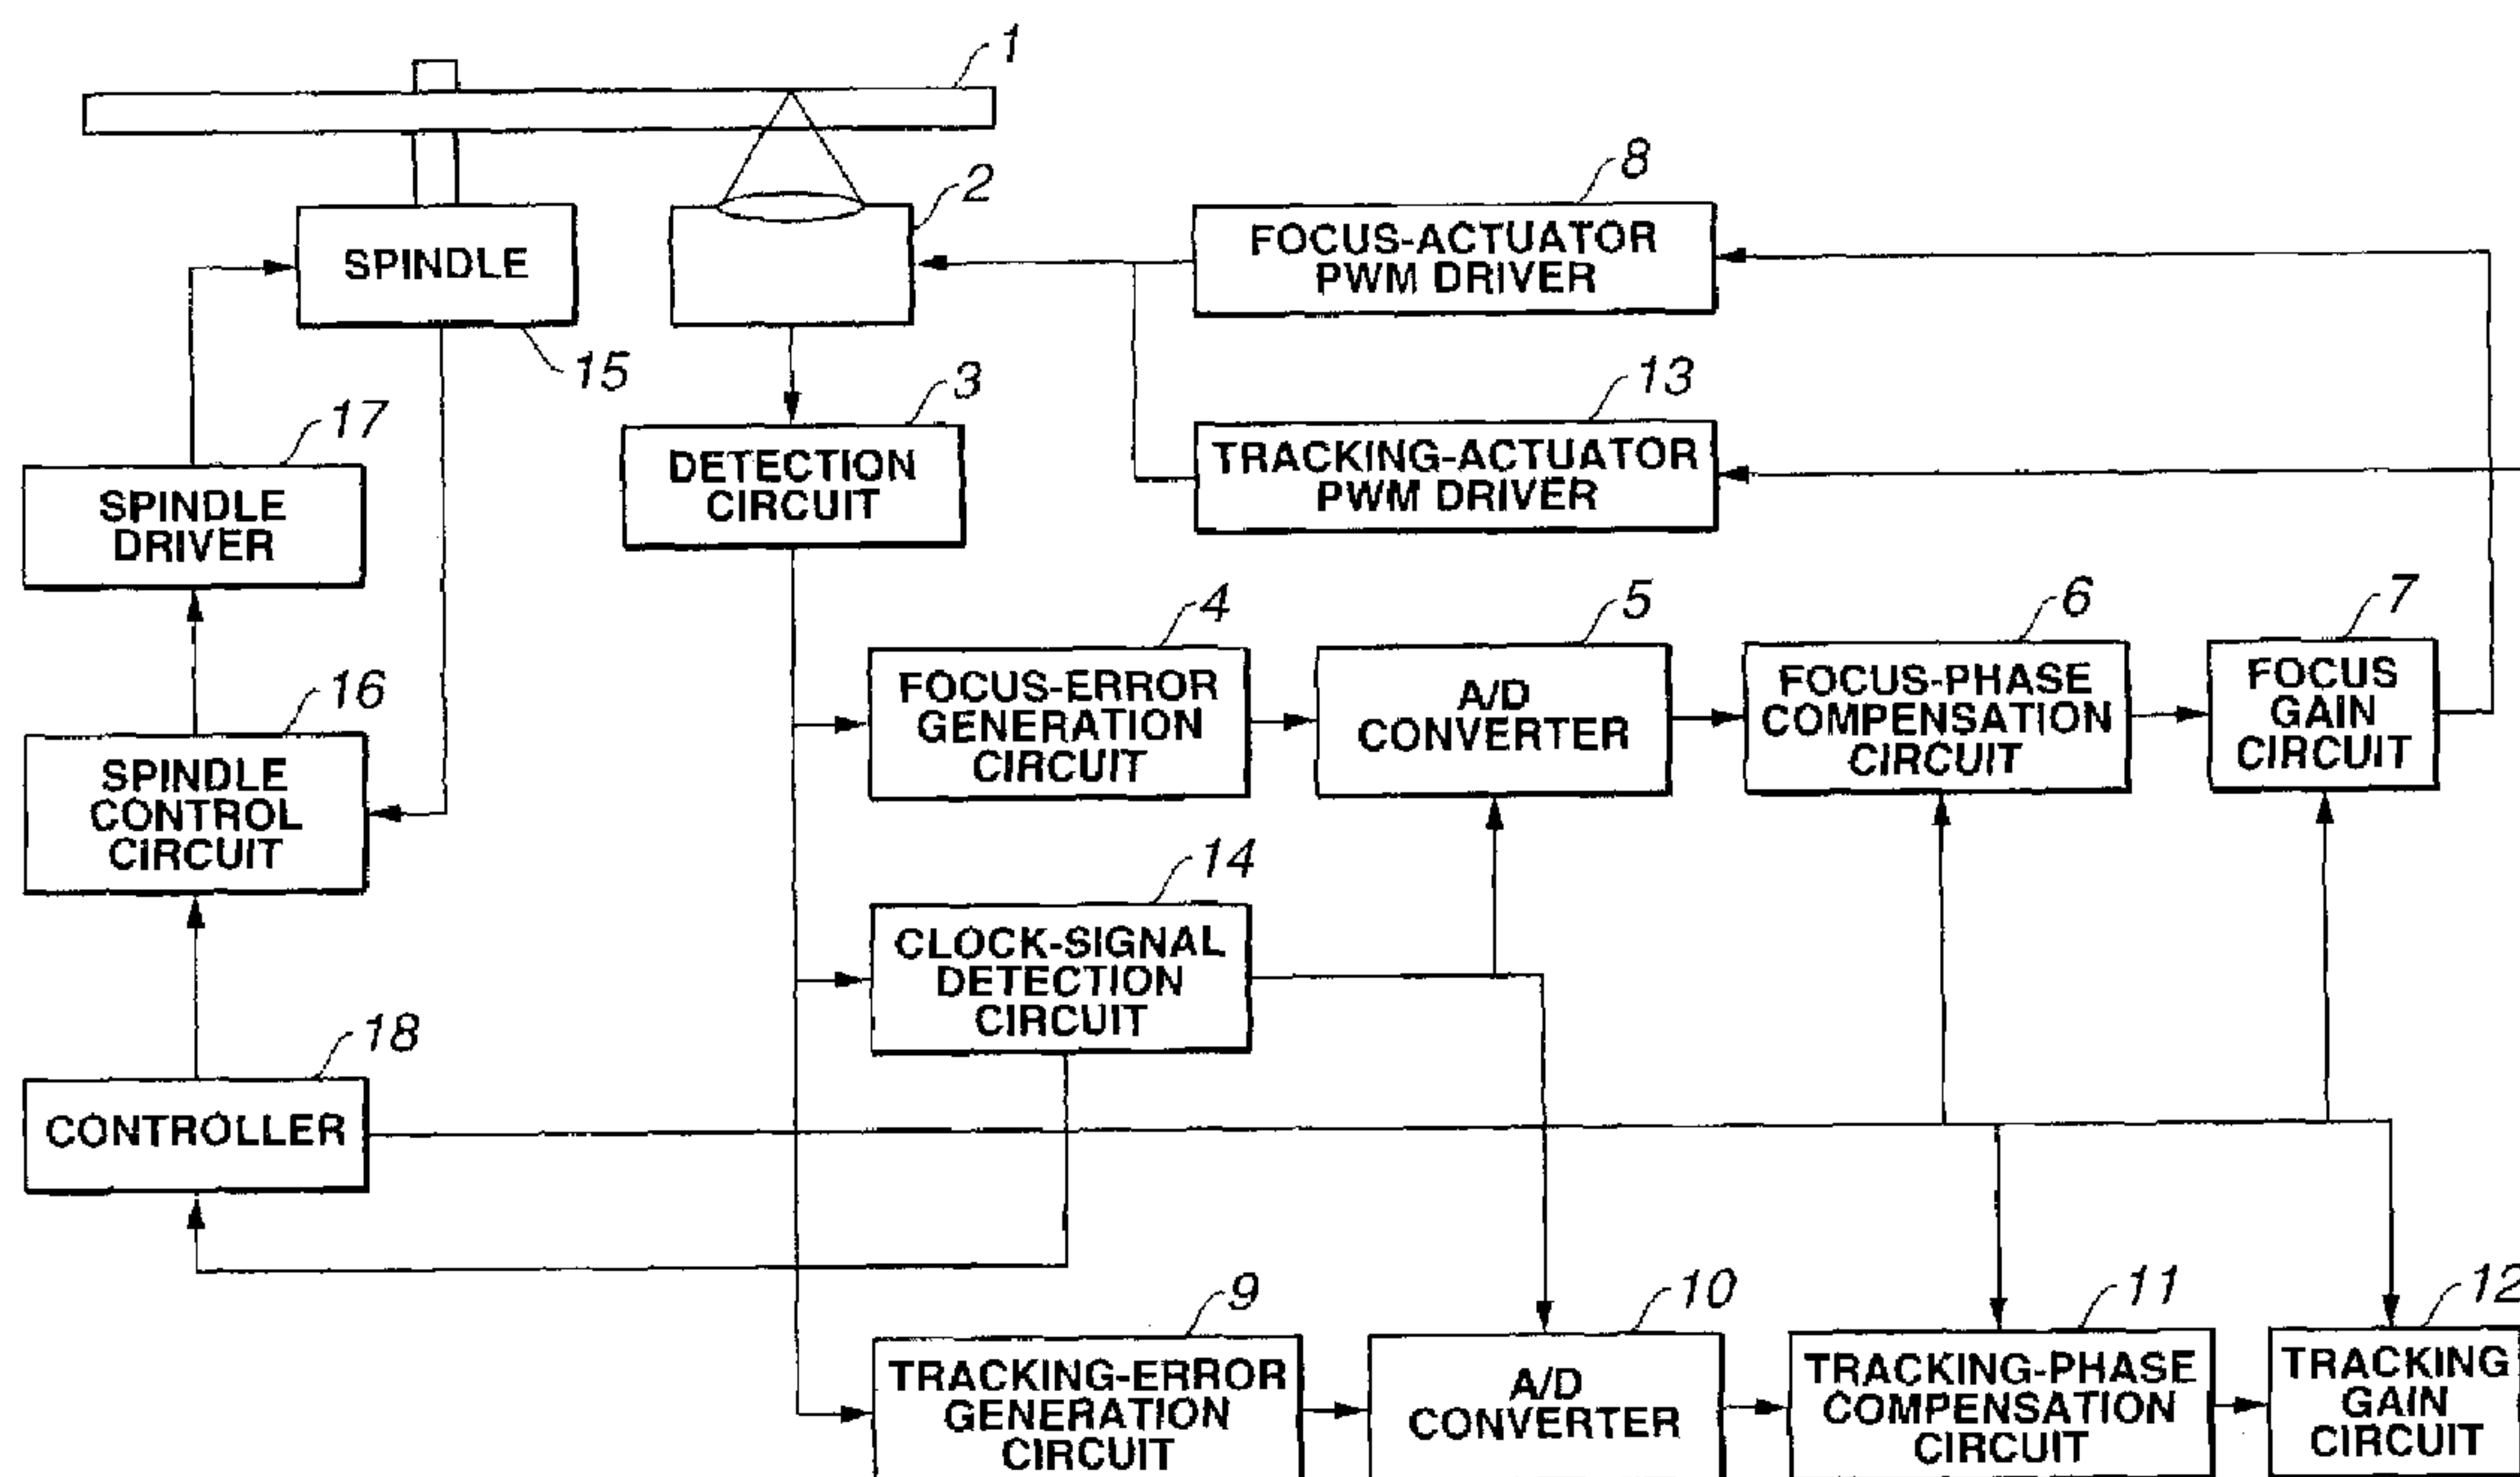 1
2
8
SPINDLE
FOCUS-ACTUATOR
PWM DRIVER
15
3
13
17
DETECTION
CIRCUIT
TRACKING-ACTUATOR
PWM DRIVER
SPINDLE
DRIVER
4
5
6
7
16
FOCUS-ERROR
GENERATION
CIRCUIT
A/D
CONVERTER
FOCUS-PHASE
COMPENSATION
CIRCUIT
FOCUS
GAIN
CIRCUIT
SPINDLE
CONTROL
CIRCUIT
14
CLOCK-SIGNAL
DETECTION
CIRCUIT
18
CONTROLLER
9
10
11
12
TRACKING-ERROR
GENERATION
CIRCUIT
A/D
CONVERTER
TRACKING-PHASE
COMPENSATION
CIRCUIT
TRACKING
GAIN
CIRCUIT